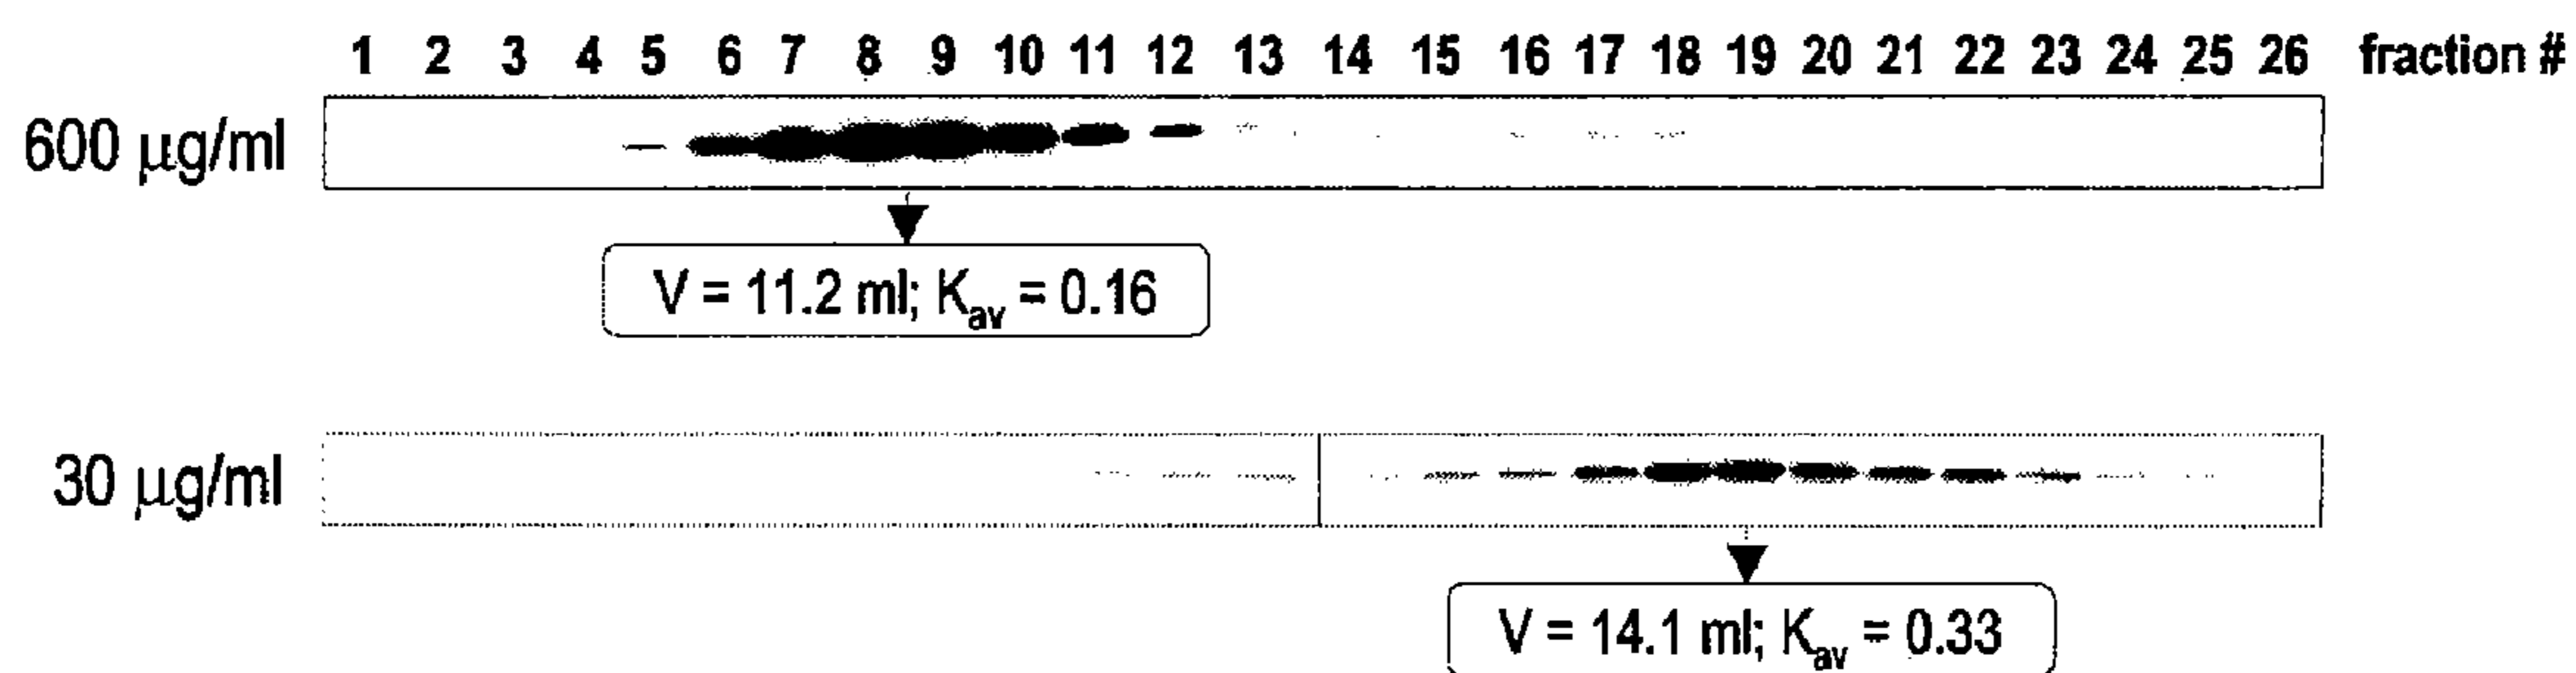 1 2 3 4 5 6 7 8 9 10 11 12 13 14 15 16 17 18 19 20 21 22 23 24 25 26 fraction #
600 μg/ml
V = 11.2 ml; Kav = 0.16
30 μg/ml
V = 14.1 ml; Kav = 0.33